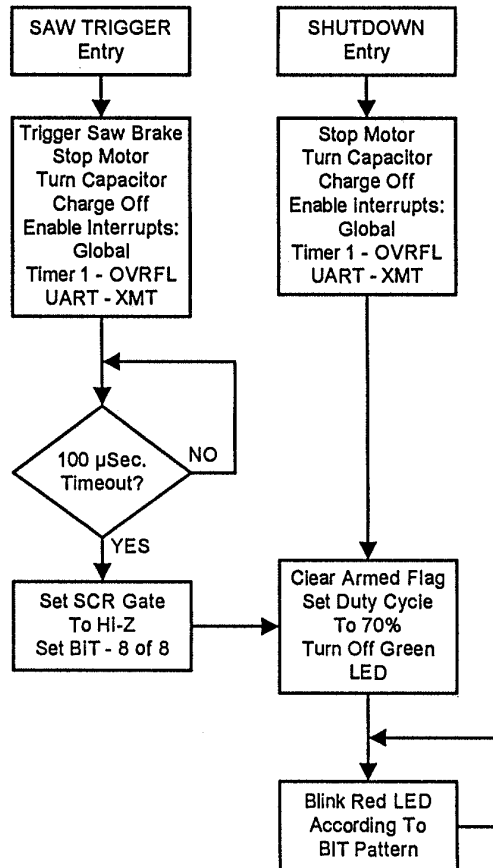 SAW TRIGGER
Entry
SHUTDOWN
Entry
Trigger Saw Brake
Stop Motor
Turn Capacitor
Charge Off
Enable Interrupts:
Global
Timer 1 - OVRFL
UART - XMT
Stop Motor
Turn Capacitor
Charge Off
Enable Interrupts:
Global
Timer 1 - OVRFL
UART - XMT
100 µSec.
Timeout?
NO
YES
Set SCR Gate
To Hi-Z
Set BIT - 8 of 8
Clear Armed Flag
Set Duty Cycle
To 70%
Turn Off Green
LED
Blink Red LED
According To
BIT Pattern